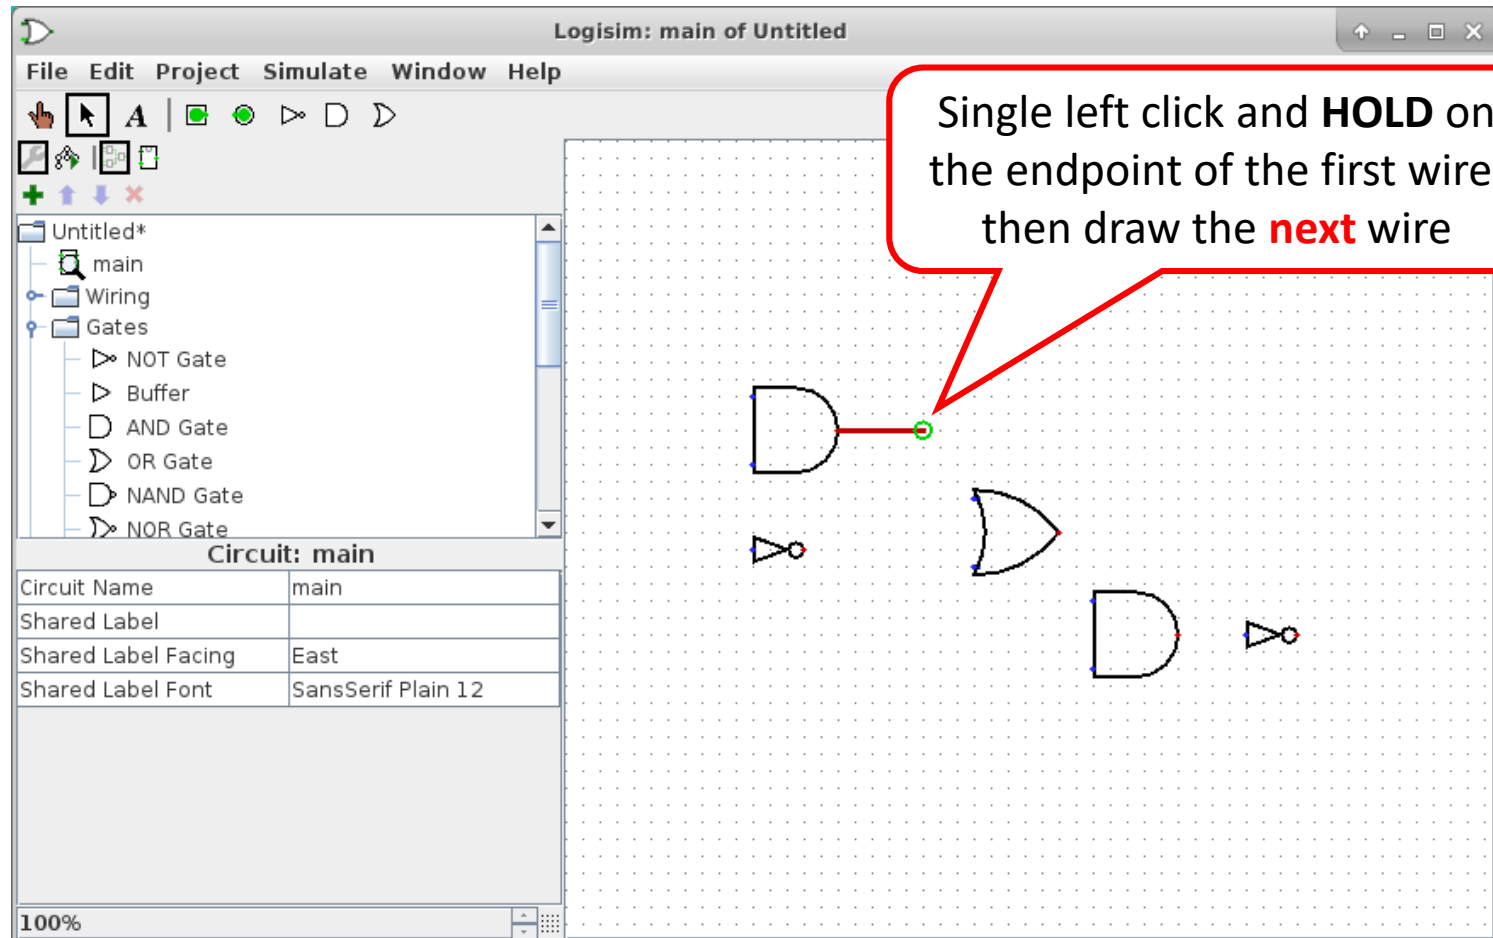 Logisim: main of Untitled
File Edit Project Simulate Window Help
A
Single left click and HOLD on
the endpoint of the first wire
then draw the next wire
Untitled*
main
Wiring
Gates
NOT Gate
Buffer
AND Gate
OR Gate
NAND Gate
NOR Gate
Circuit: main
Circuit Name main
Shared Label
Shared Label Facing East
Shared Label Font SansSerif Plain 12
100%